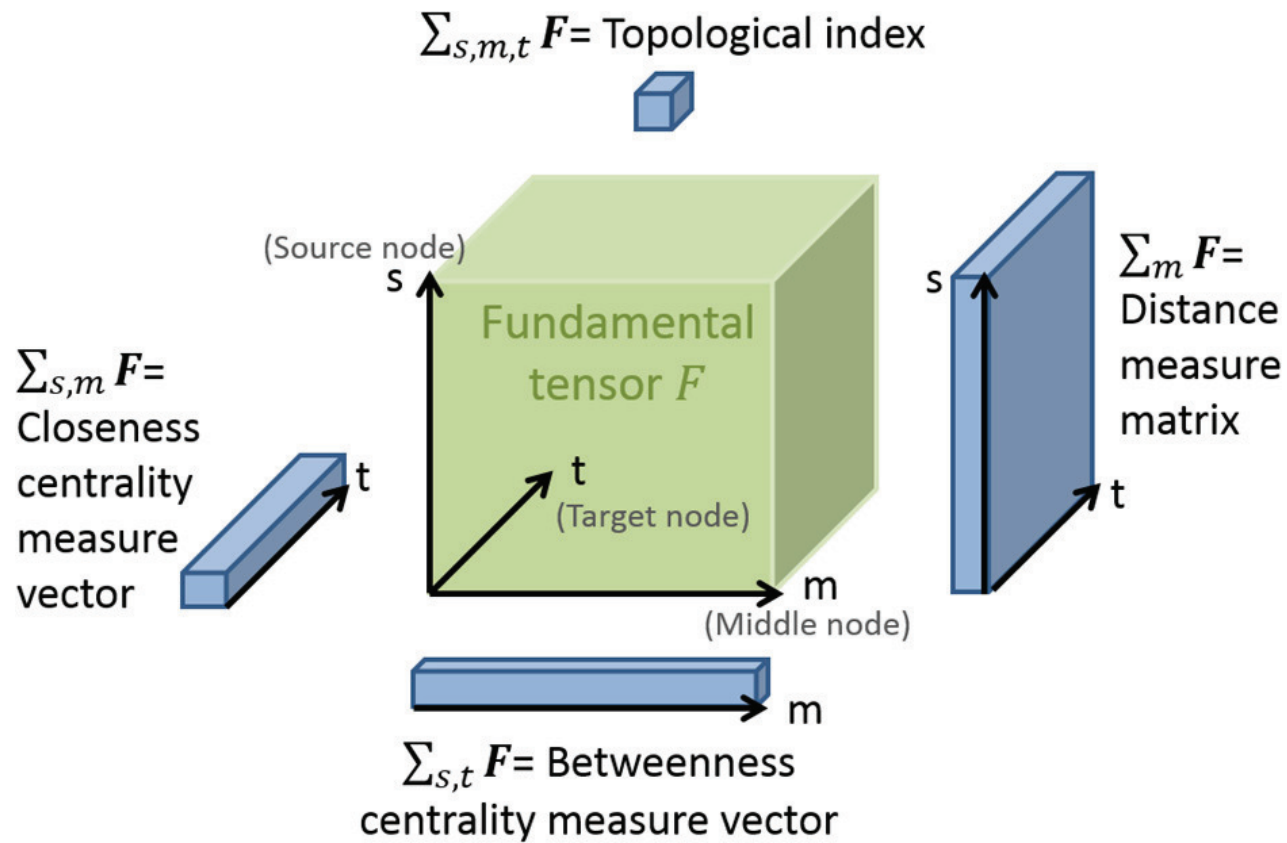 ∑s,m,t F= Topological index
(Source node)
s
Fundamental
tensor F
t
(Target node)
m
(Middle node)
∑s,m F=
Closeness
centrality
measure
vector
t
s
∑m F=
Distance
measure
matrix
t
m
∑s,t F= Betweenness
centrality measure vector